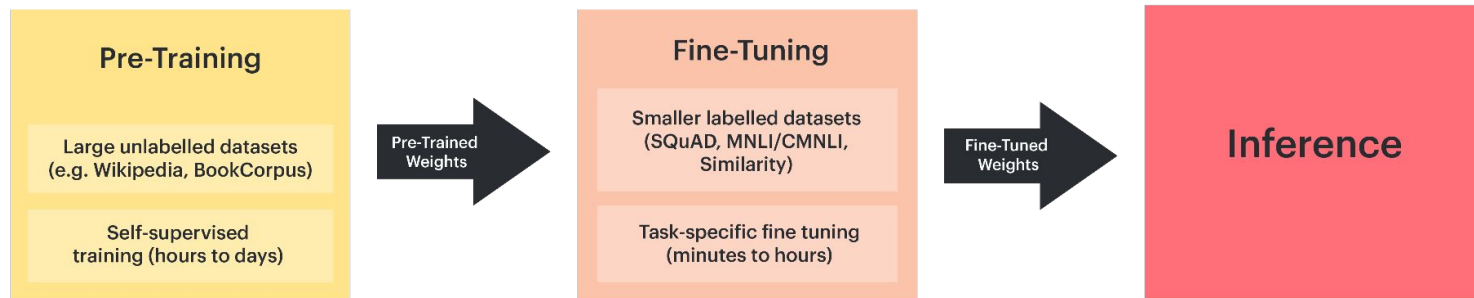 Pre-Training
Large unlabelled datasets
(e.g. Wikipedia, BookCorpus)
Self-supervised
training (hours to days)
Pre-Trained
Weights
Fine-Tuning
Smaller labelled datasets
(SQuAD, MNLI/CMNLI,
Similarity)
Task-specific fine tuning
(minutes to hours)
Fine-Tuned
Weights
Inference